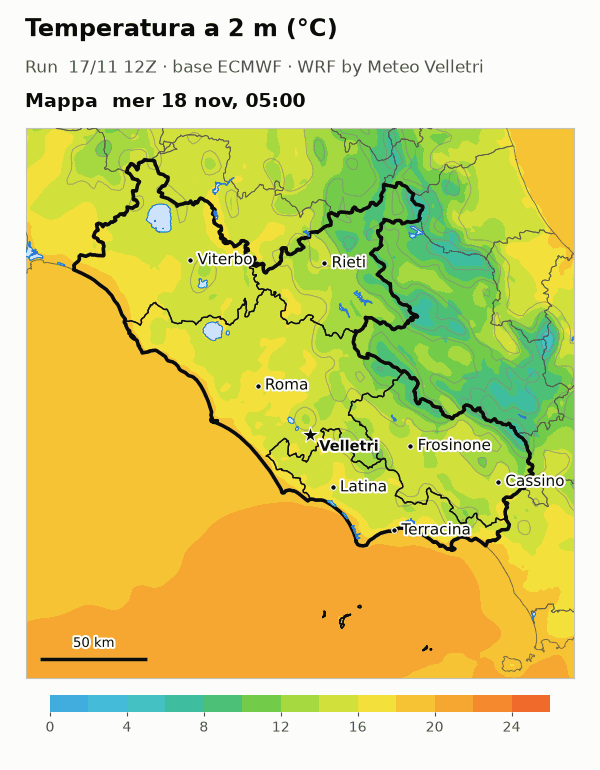 Temperatura a 2 m (°C)
Run  17/11 12Z · base ECMWF · WRF by Meteo Velletri
Mappa  mer 18 nov, 05:00
Viterbo
Rieti
Roma
Velletri
Frosinone
Cassino
Latina
Terracina
50 km
0 4 8 12 16 20 24